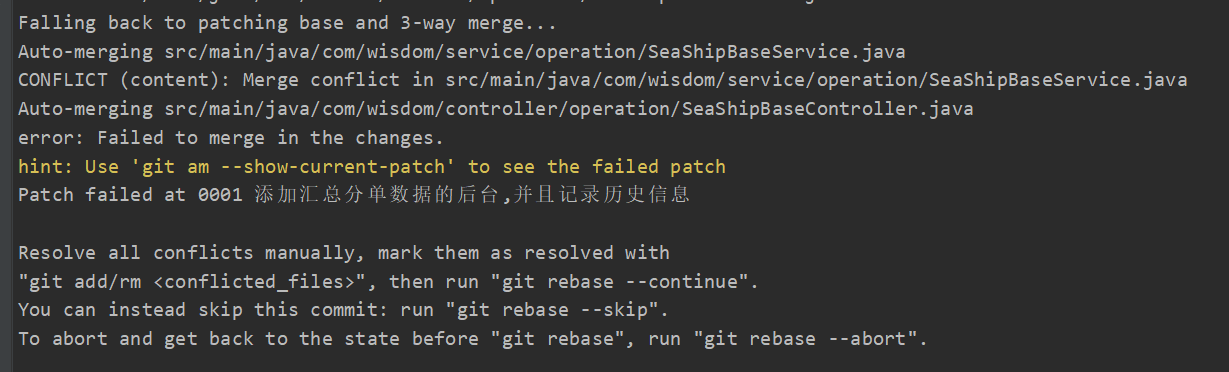 Falling back to patching base and 3-way merge...
Auto-merging src/main/java/com/wisdom/service/operation/SeaShipBaseService.java
CONFLICT (content): Merge conflict in src/main/java/com/wisdom/service/operation/SeaShipBaseService.java
Auto-merging src/main/java/com/wisdom/controller/operation/SeaShipBaseController.java
error: Failed to merge in the changes.
hint: Use 'git am --show-current-patch' to see the failed patch
Patch failed at 0001 添加汇总分单数据的后台,并且记录历史信息
Resolve all conflicts manually, mark them as resolved with
"git add/rm <conflicted_files>", then run "git rebase --continue".
You can instead skip this commit: run "git rebase --skip".
To abort and get back to the state before "git rebase", run "git rebase --abort".